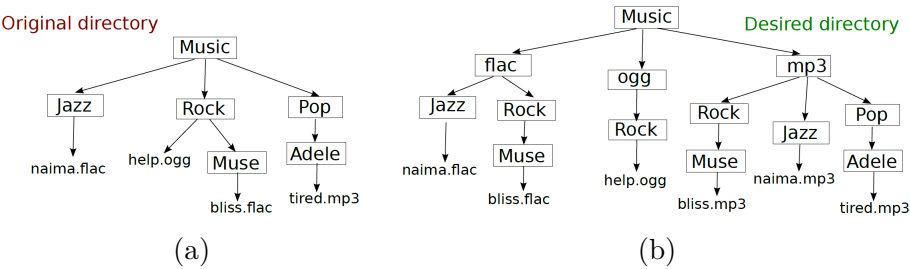 Original directory
Music
Jazz
Rock
Pop
naima.flac
help.ogg
Muse
Adele
bliss.flac
tired.mp3
(a)
Music
Desired directory
flac
ogg
mp3
Jazz
Rock
Rock
Rock
Jazz
Pop
naima.flac
Muse
help.ogg
Muse
naima.mp3
Adele
bliss.flac
bliss.mp3
tired.mp3
(b)